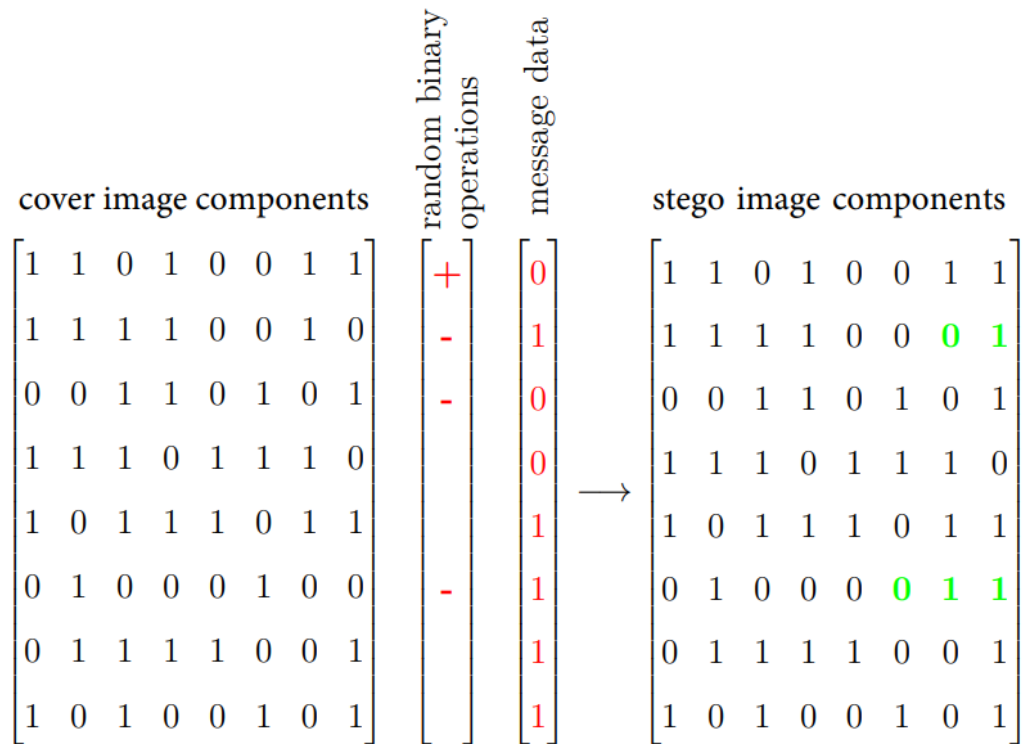 random binary
operations
message data
cover image components
stego image components
1 1 0 1 0 0 1 1 + 0 1 1 0 1 0 0 1 1
1 1 1 1 0 0 1 0 - 1 1 1 1 1 0 0 0 1
0 0 1 1 0 1 0 1 - 0 0 0 1 1 0 1 0 1
1 1 1 0 1 1 1 0 0 1 1 1 0 1 1 1 0
→
1 0 1 1 1 0 1 1 1 1 0 1 1 1 0 1 1
0 1 0 0 0 1 0 0 - 1 0 1 0 0 0 0 1 1
0 1 1 1 1 0 0 1 1 0 1 1 1 1 0 0 1
1 0 1 0 0 1 0 1 1 1 0 1 0 0 1 0 1